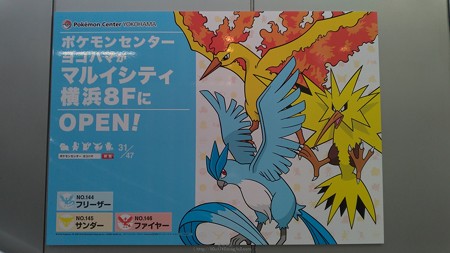 Pokémon Center YOKOHAMA
ポケモンセンター
ヨコハマが
マルイシティ
横浜8Fに
OPEN!
31/47
NO.144
フリーザー
NO.145
サンダー
NO.146
ファイヤー